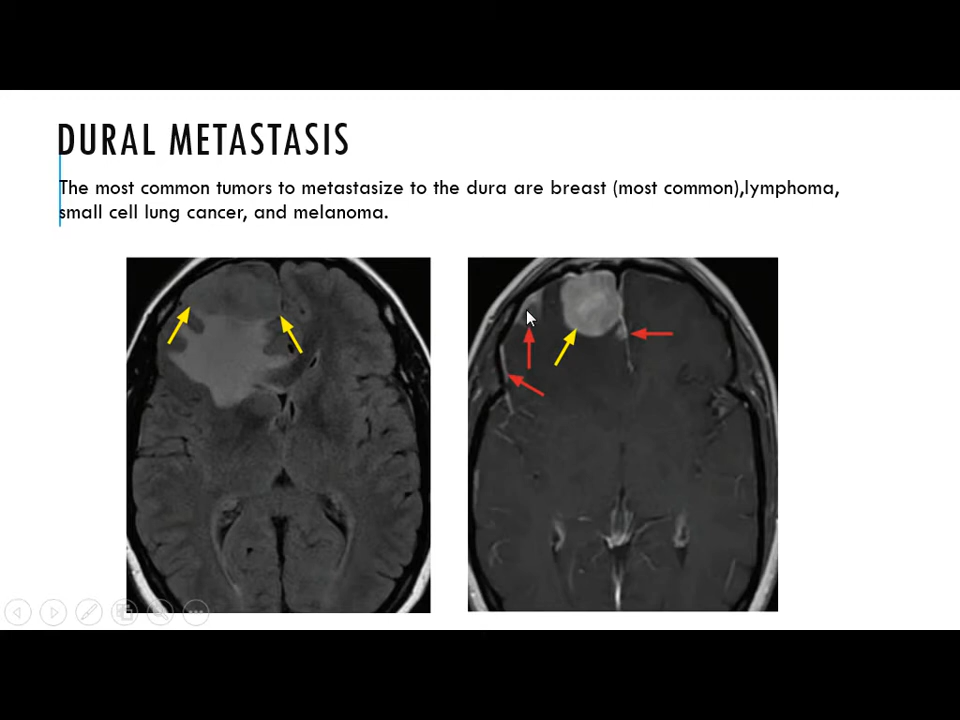 DURAL METASTASIS
The most common tumors to metastasize to the dura are breast (most common),lymphoma,
small cell lung cancer, and melanoma.